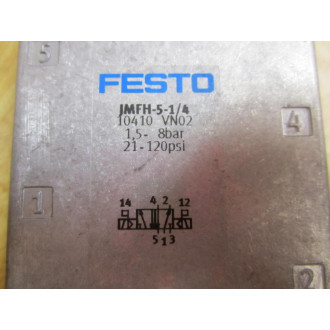 5
FESTO
JMFH-5-1/4
10410 VN02
1,5- 8bar
21-120psi
4
1
14 4 2 12
5 1 3
2